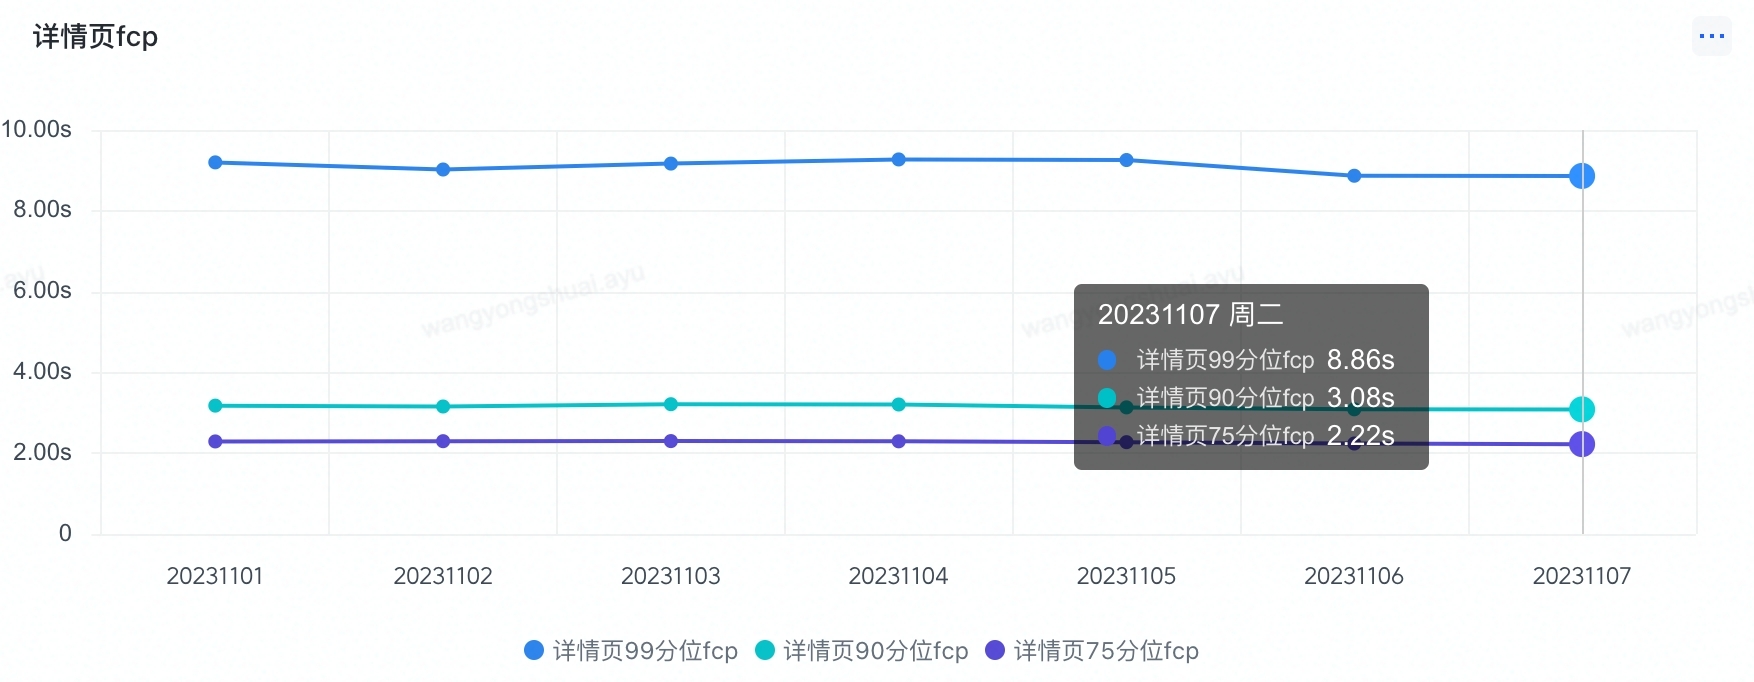 详情页fcp
10.00s
8.00s
6.00s
4.00s
2.00s
0
20231107 周二
详情页99分位fcp 8.86s
详情页90分位fcp 3.08s
详情页75分位fcp 2.22s
20231101 20231102 20231103 20231104 20231105 20231106 20231107
详情页99分位fcp 详情页90分位fcp 详情页75分位fcp
wangyongshuai.ayu